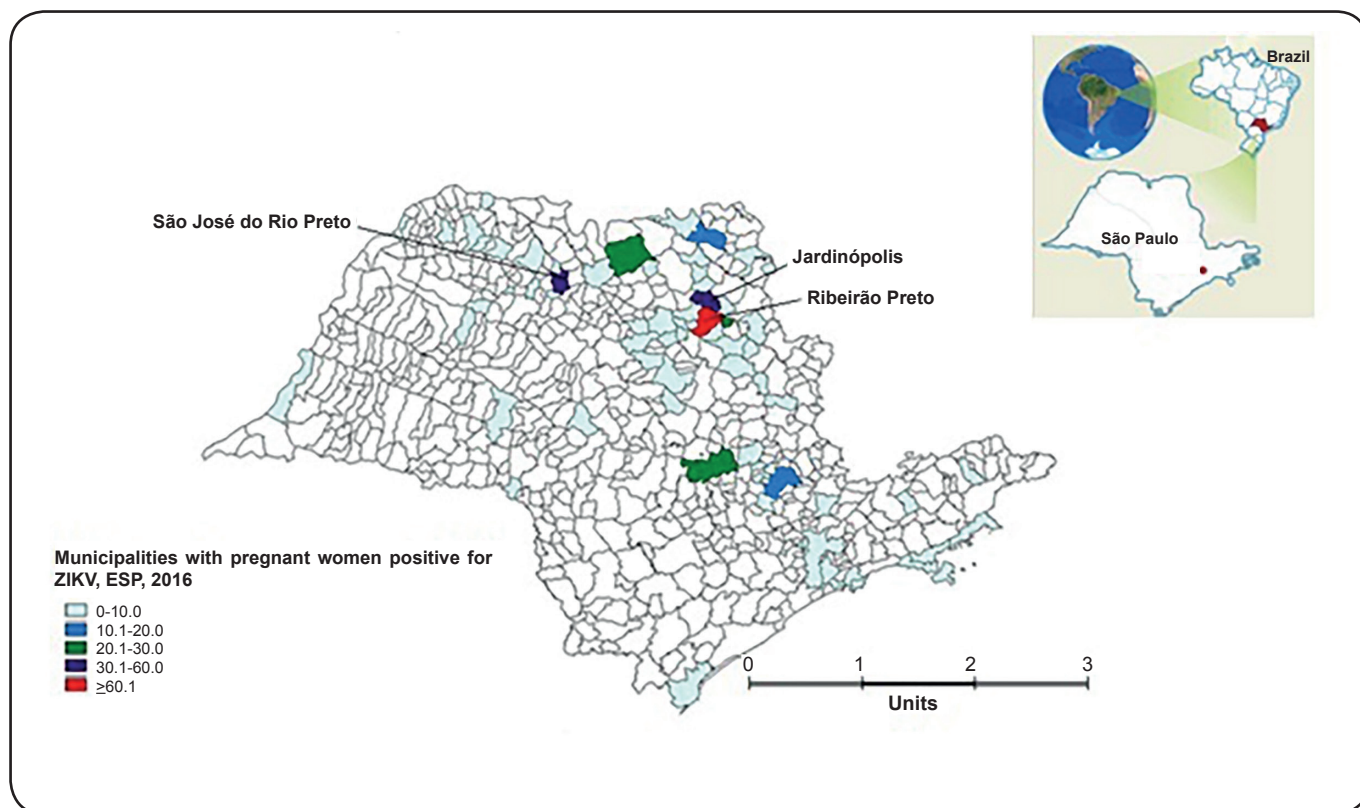 Brazil
São Paulo
São José do Rio Preto
Jardinópolis
Ribeirão Preto
Municipalities with pregnant women positive for
ZIKV, ESP, 2016
0-10.0
10.1-20.0
20.1-30.0
30.1-60.0
≥60.1
0 1 2 3
Units